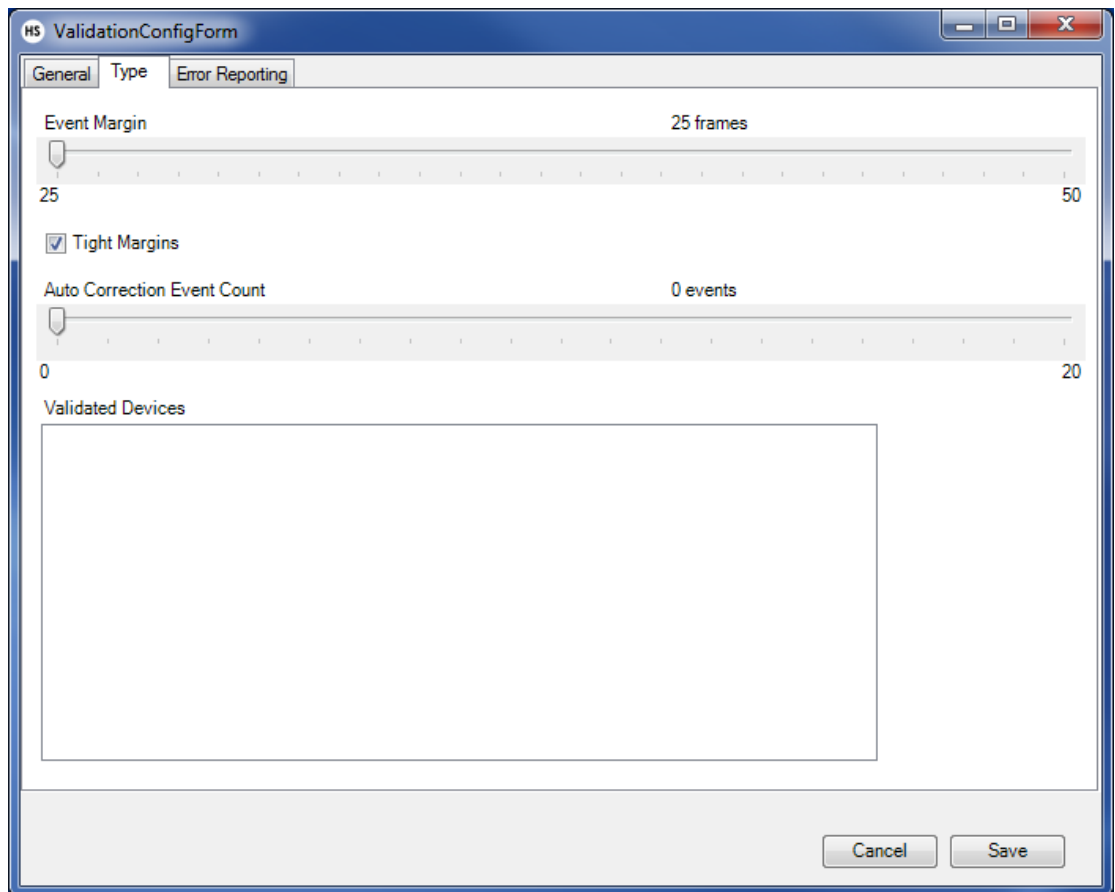 HS ValidationConfigForm
General Type Error Reporting
Event Margin 25 frames
25 50
Tight Margins
Auto Correction Event Count 0 events
0 20
Validated Devices
Cancel Save